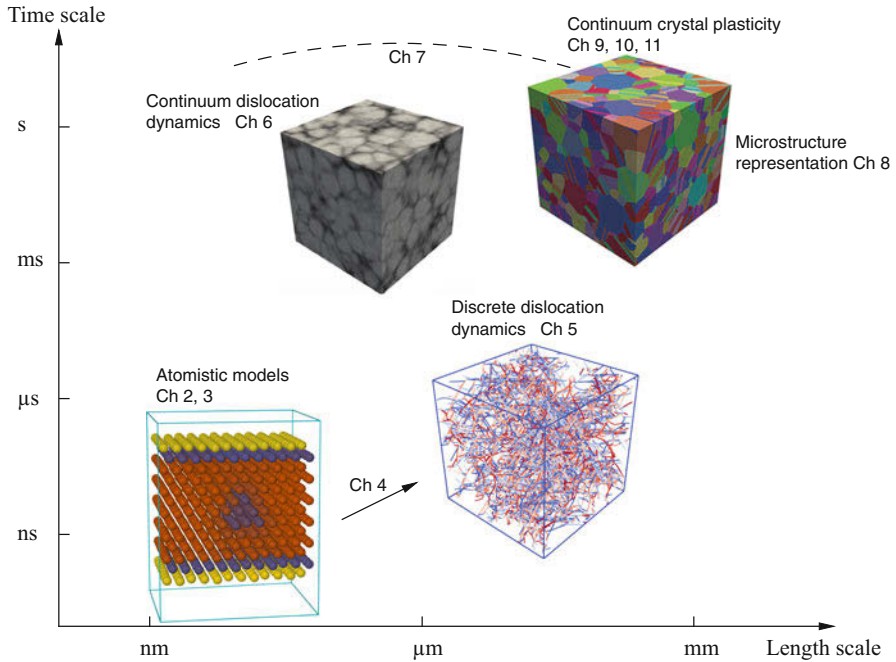 Time scale
Continuum crystal plasticity
Ch 9, 10, 11
Ch 7
Continuum dislocation
dynamics Ch 6
s
Microstructure
representation Ch 8
ms
Discrete dislocation
dynamics Ch 5
Atomistic models
Ch 2, 3
µs
Ch 4
ns
nm
µm
mm
Length scale